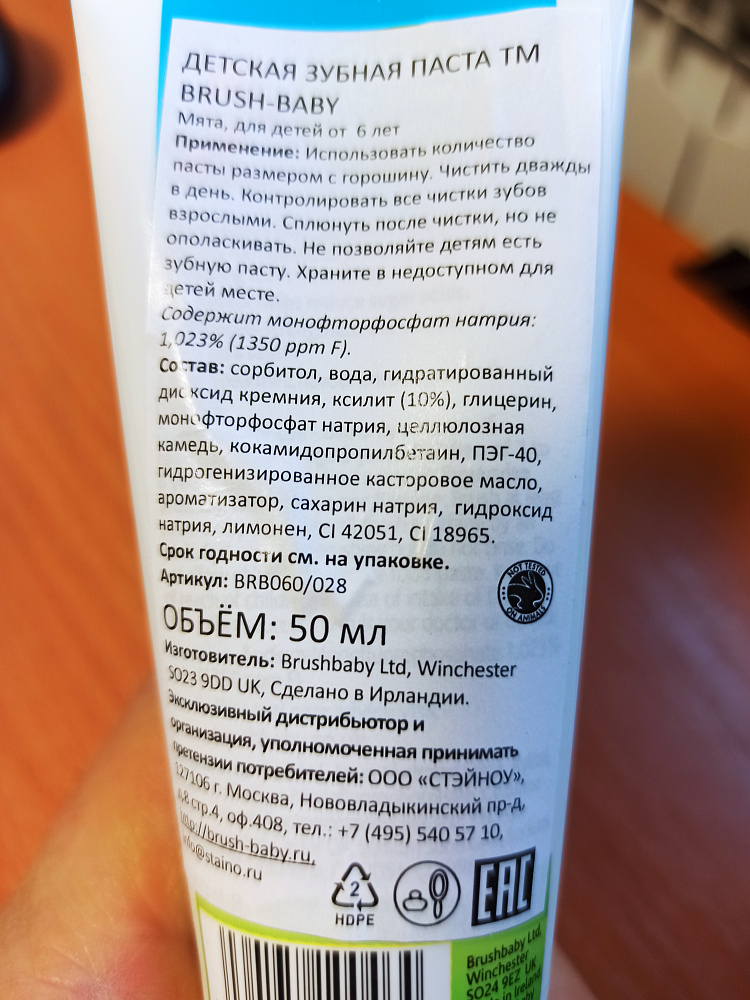 ДЕТСКАЯ ЗУБНАЯ ПАСТА ТМ
BRUSH-BABY
Мята, для детей от 6 лет
Применение: Использовать количество
пасты размером с горошину. Чистить дважды
в день. Контролировать все чистки зубов
взрослыми. Сплюнуть после чистки, но не
ополаскивать. Не позволяйте детям есть
зубную пасту. Храните в недоступном для
детей месте.
Содержит монофторфосфат натрия:
1,023% (1350 ppm F).
Состав: сорбитол, вода, гидратированный
диоксид кремния, ксилит (10%), глицерин,
монофторфосфат натрия, целлюлозная
камедь, кокамидопропилбетаин, ПЭГ-40,
гидрогенизированное касторовое масло,
ароматизатор, сахарин натрия, гидроксид
натрия, лимонен, CI 42051, CI 18965.
Срок годности см. на упаковке.
Артикул: BRB060/028
NOT TESTED
ON ANIMALS
ОБЪЁМ: 50 мл
Изготовитель: Brushbaby Ltd, Winchester
SO23 9DD UK, Сделано в Ирландии.
Эксклюзивный дистрибьютор и
организация, уполномоченная принимать
претензии потребителей: ООО «СТЭЙНОУ»,
127106 г. Москва, Нововладыкинский пр-д,
д.8 стр.4, оф.408, тел.: +7 (495) 540 57 10,
http://brush-baby.ru,
info@staino.ru
2
HDPE
EAC
Brushbaby Ltd,
Winchester
SO24 9EZ UK
in Ireland